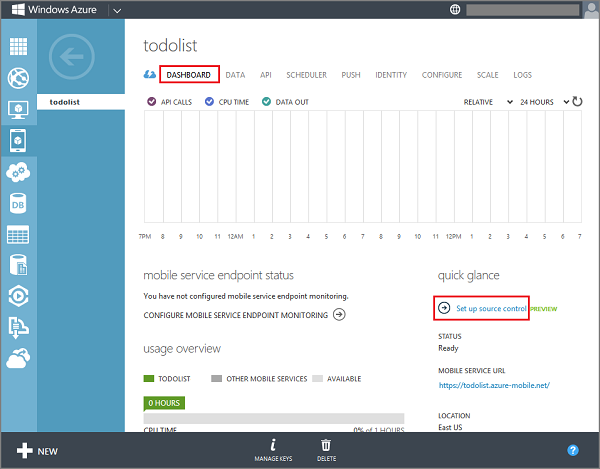 Windows Azure
todolist
todolist
DASHBOARD DATA API SCHEDULER PUSH IDENTITY CONFIGURE SCALE LOGS
API CALLS CPU TIME DATA OUT RELATIVE 24 HOURS
7PM 8 9 10 11 12AM 1 2 3 4 5 6 7 8 9 10 11 12PM 1 2 3 4 5 6 7
mobile service endpoint status
You have not configured mobile service endpoint monitoring.
CONFIGURE MOBILE SERVICE ENDPOINT MONITORING
usage overview
TODOLIST OTHER MOBILE SERVICES AVAILABLE
0 HOURS
CPU TIME 0% of 1 HOURS
quick glance
Set up source control PREVIEW
STATUS
Ready
MOBILE SERVICE URL
https://todolist.azure-mobile.net/
LOCATION
East US
DB
NEW
MANAGE KEYS
DELETE
?